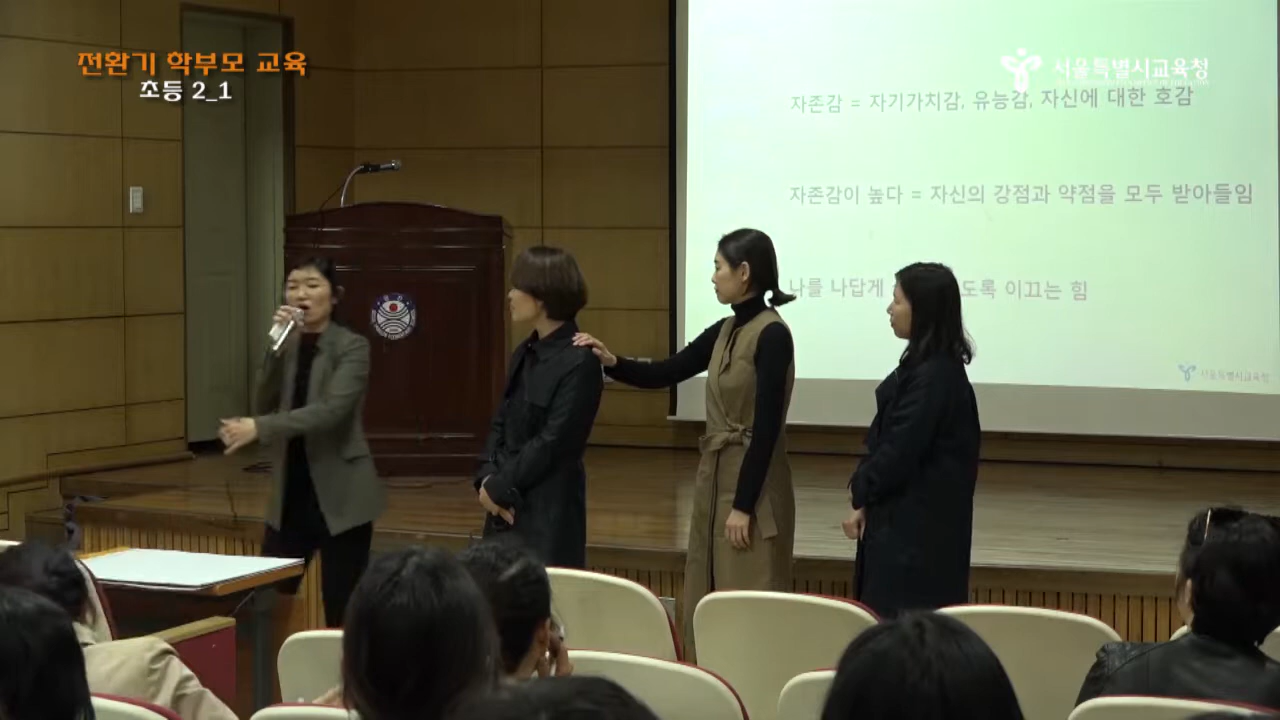 전환기 학부모 교육
초등 2_1
서울특별시교육청
자존감 = 자기가치감, 유능감, 자신에 대한 호감
자존감이 높다 = 자신의 강점과 약점을 모두 받아들임
나를 나답게 도록 이끄는 힘
서울특별시교육청